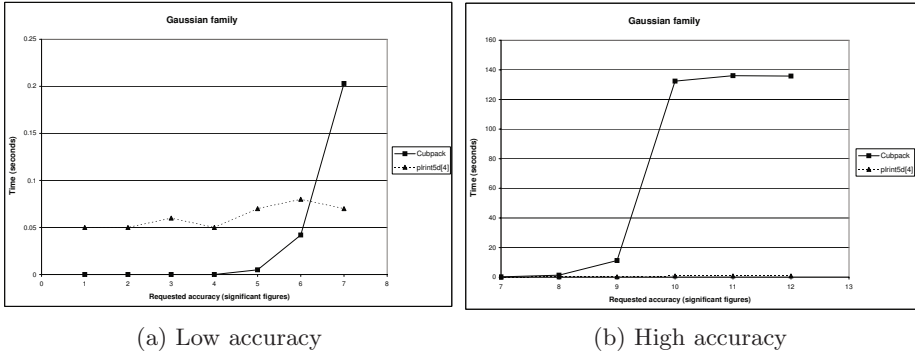 Gaussian family
0.25
0.2
0.15
0.1
0.05
0
Time (seconds)
0 1 2 3 4 5 6 7 8
Requested accuracy (significant figures)
Cubpack
plrint5d[4]
(a) Low accuracy
Gaussian family
160
140
120
100
80
60
40
20
0
Time (seconds)
7 8 9 10 11 12 13
Requested accuracy (significant figures)
Cubpack
plrint5d[4]
(b) High accuracy